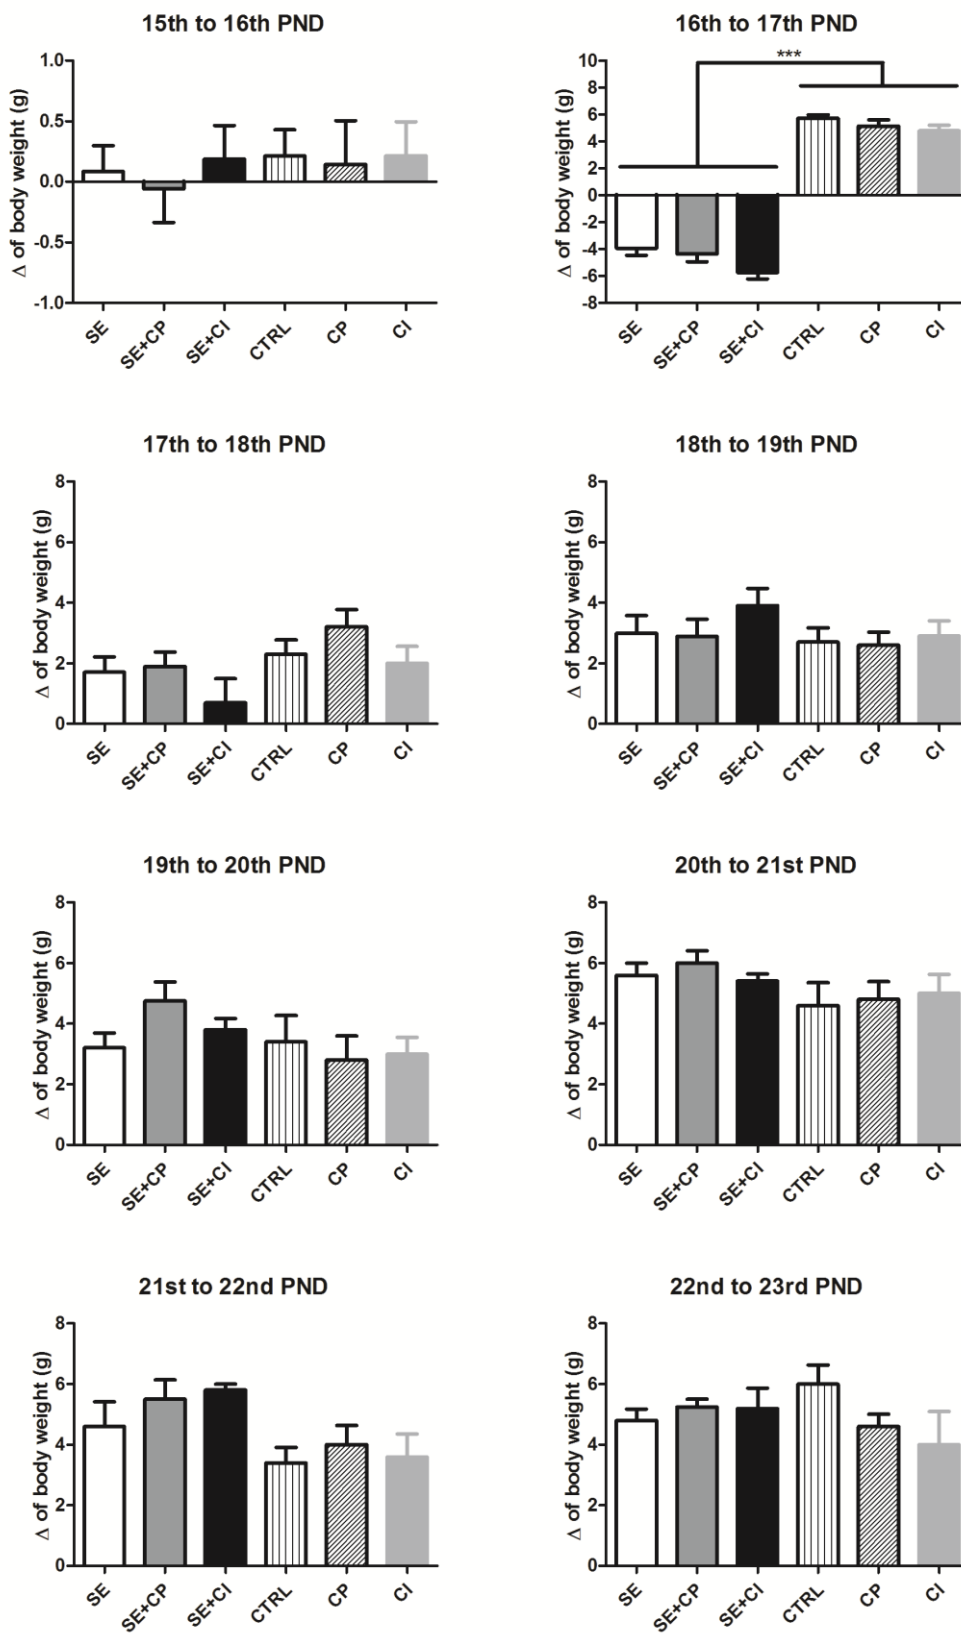 15th to 16th PND
Δ of body weight (g)
1.0
0.5
0.0
-0.5
-1.0
SE
SE+CP
SE+CI
CTRL
CP
CI
16th to 17th PND
***
Δ of body weight (g)
10
8
6
4
2
0
-2
-4
-6
-8
SE
SE+CP
SE+CI
CTRL
CP
CI
17th to 18th PND
Δ of body weight (g)
8
6
4
2
0
SE
SE+CP
SE+CI
CTRL
CP
CI
18th to 19th PND
Δ of body weight (g)
8
6
4
2
0
SE
SE+CP
SE+CI
CTRL
CP
CI
19th to 20th PND
Δ of body weight (g)
8
6
4
2
0
SE
SE+CP
SE+CI
CTRL
CP
CI
20th to 21st PND
Δ of body weight (g)
8
6
4
2
0
SE
SE+CP
SE+CI
CTRL
CP
CI
21st to 22nd PND
Δ of body weight (g)
8
6
4
2
0
SE
SE+CP
SE+CI
CTRL
CP
CI
22nd to 23rd PND
Δ of body weight (g)
8
6
4
2
0
SE
SE+CP
SE+CI
CTRL
CP
CI